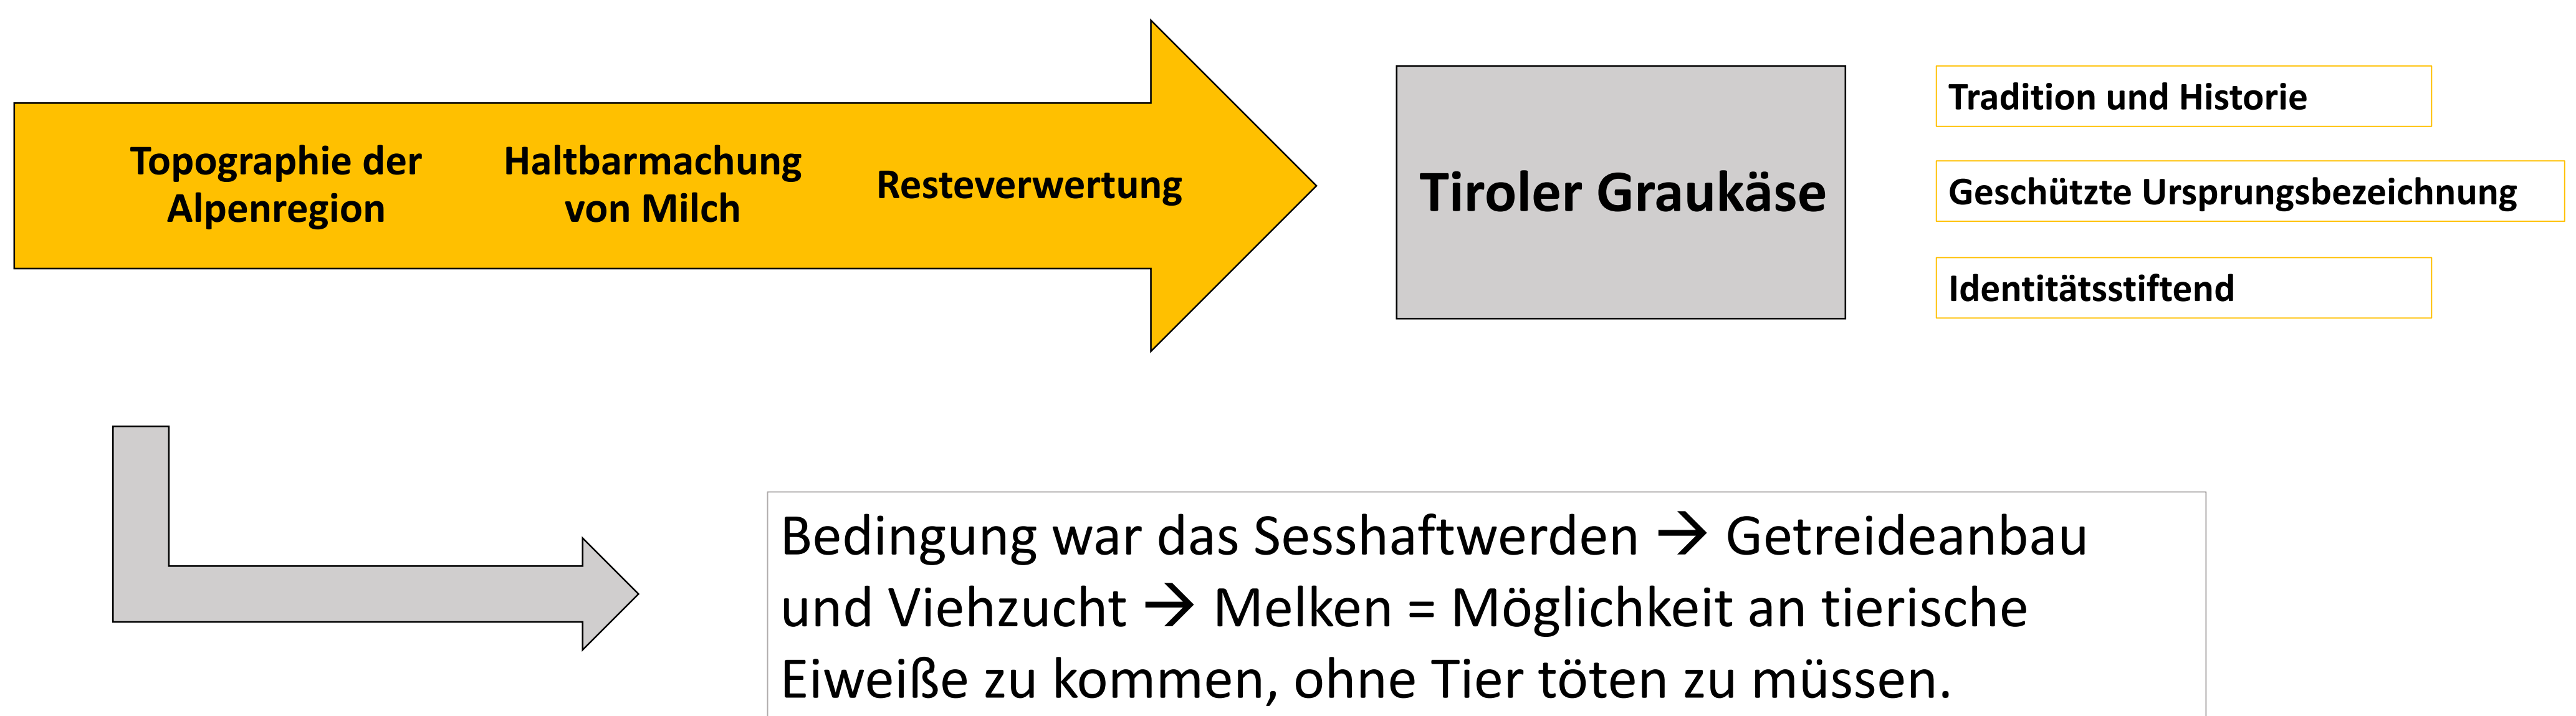 Topographie der
Alpenregion
Haltbarmachung
von Milch
Resteverwertung
Tiroler Graukäse
Tradition und Historie
Geschützte Ursprungsbezeichnung
Identitätsstiftend
Bedingung war das Sesshaftwerden → Getreideanbau
und Viehzucht → Melken = Möglichkeit an tierische
Eiweiße zu kommen, ohne Tier töten zu müssen.